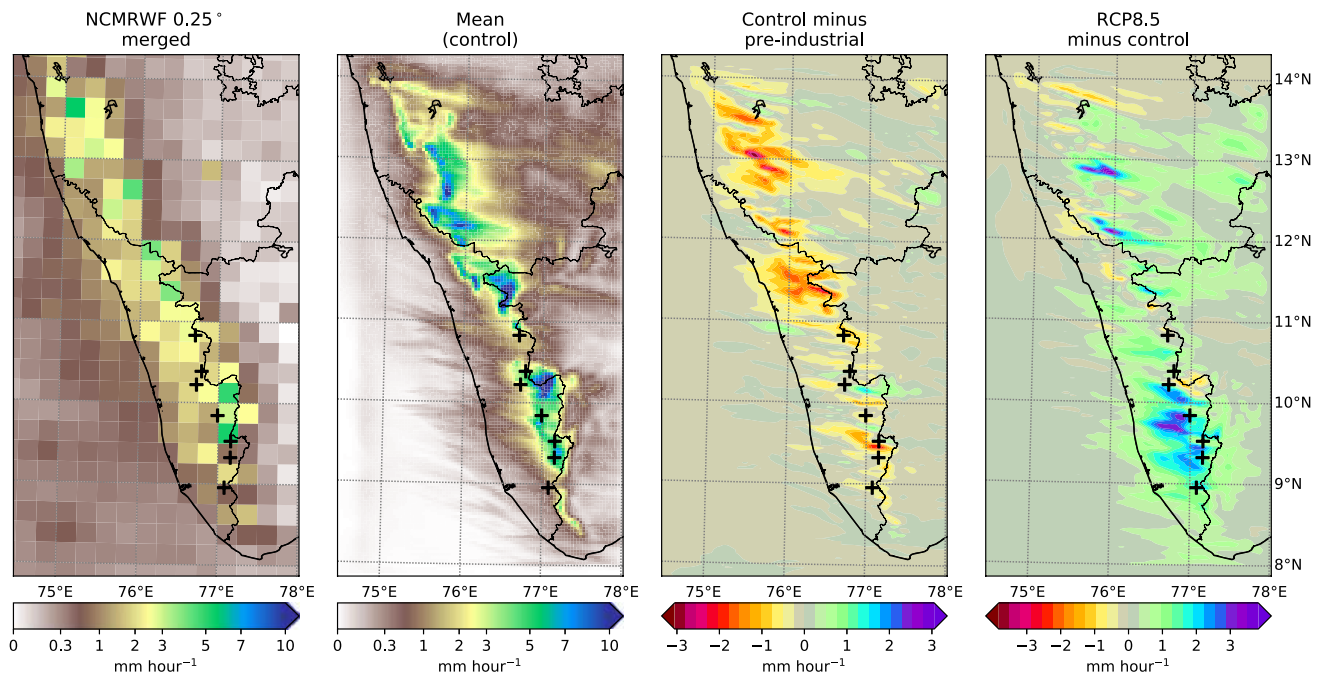 NCMRWF 0.25°
merged
Mean
(control)
Control minus
pre-industrial
RCP8.5
minus control
14°N
13°N
12°N
11°N
10°N
9°N
8°N
75°E 76°E 77°E 78°E
75°E 76°E 77°E 78°E
75°E 76°E 77°E 78°E
75°E 76°E 77°E 78°E
0 0.3 1 2 3 5 7 10
mm hour⁻¹
0 0.3 1 2 3 5 7 10
mm hour⁻¹
−3 −2 −1 0 1 2 3
mm hour⁻¹
−3 −2 −1 0 1 2 3
mm hour⁻¹